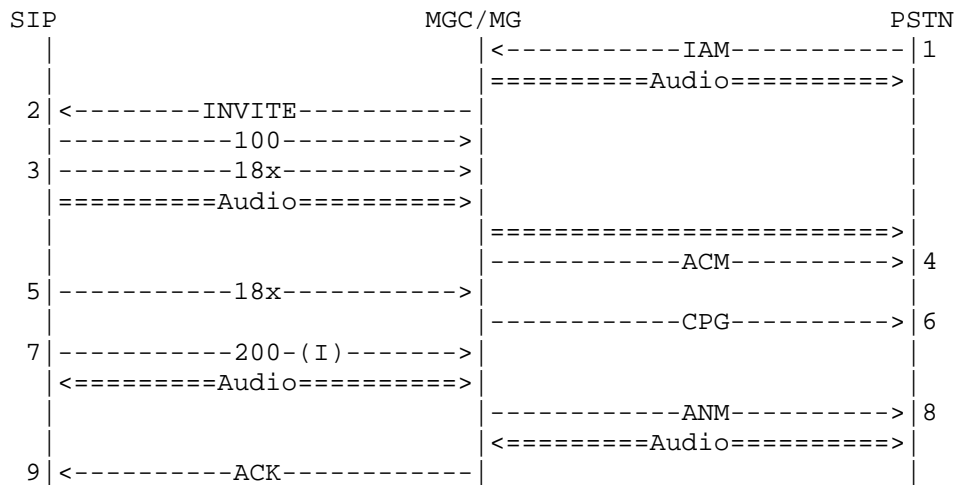 SIP                       MGC/MG                       PSTN
  |                          |<-----------IAM-----------|1
  |                          |==========Audio==========>|
 2|<--------INVITE-----------|                          |
  |-----------100----------->|                          |
 3|-----------18x----------->|                          |
  |==========Audio==========>|                          |
  |                          |=========================>|
  |                          |------------ACM---------->|4
 5|-----------18x----------->|                          |
  |                          |------------CPG---------->|6
 7|-----------200-(I)------->|                          |
  |<=========Audio==========>|                          |
  |                          |------------ANM---------->|8
  |                          |<=========Audio==========>|
 9|<----------ACK------------|                          |